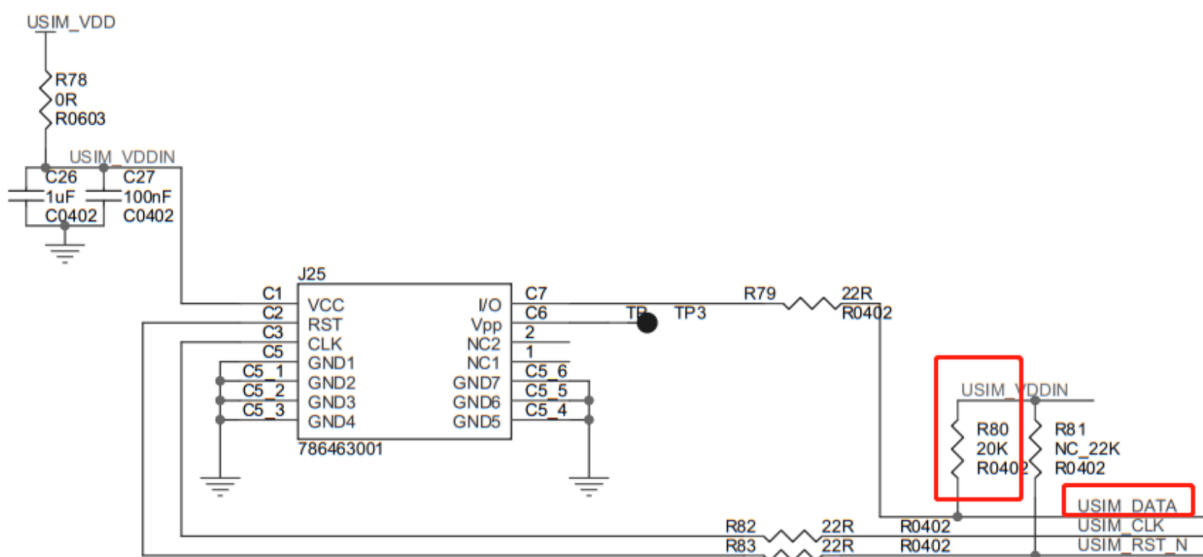 USIM_VDD
R78
0R
R0603
USIM_VDDIN
C26
1uF
C0402
C27
100nF
C0402
J25
C1
C2
C3
C5
C5_1
C5_2
C5_3
VCC
RST
CLK
GND1
GND2
GND3
GND4
I/O
Vpp
NC2
NC1
GND7
GND6
GND5
C7
C6
2
1
C5_6
C5_5
C5_4
786463001
TP3
R79
22R
R0402
USIM_VDDIN
R80
20K
R0402
R81
NC_22K
R0402
USIM_DATA
R82
22R
R0402
USIM_CLK
R83
22R
R0402
USIM_RST_N